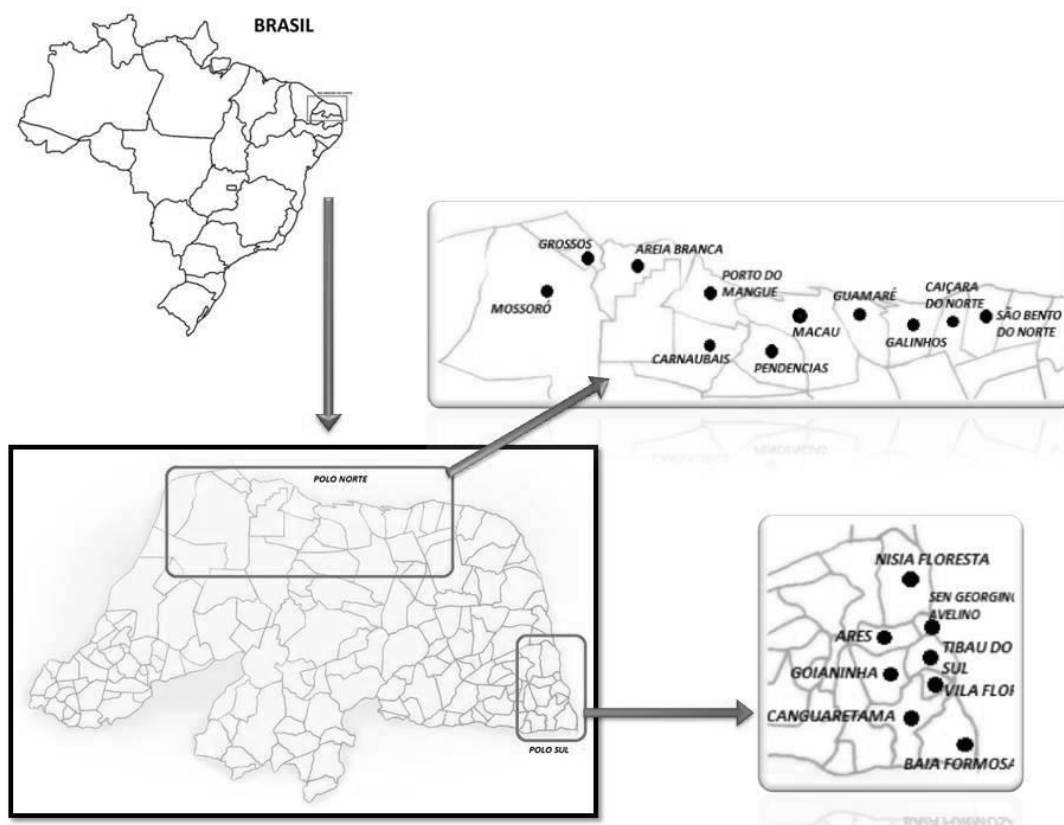 BRASIL
GROSSOS
AREIA BRANCA
MOSSORÓ
PORTO DO
MANGUE
MACAU
GUAMARÉ
CAIÇARA
DO NORTE
SÃO BENTO
DO NORTE
GALINHOS
CARNAUBAIS
PENDENCIAS
POLO NORTE
POLO SUL
NISIA FLORESTA
SEN GEORGINO
AVELINO
ARES
TIBAU DO
SUL
GOIANINHA
VILA FLOR
CANGUARETAMA
BAIA FORMOSA